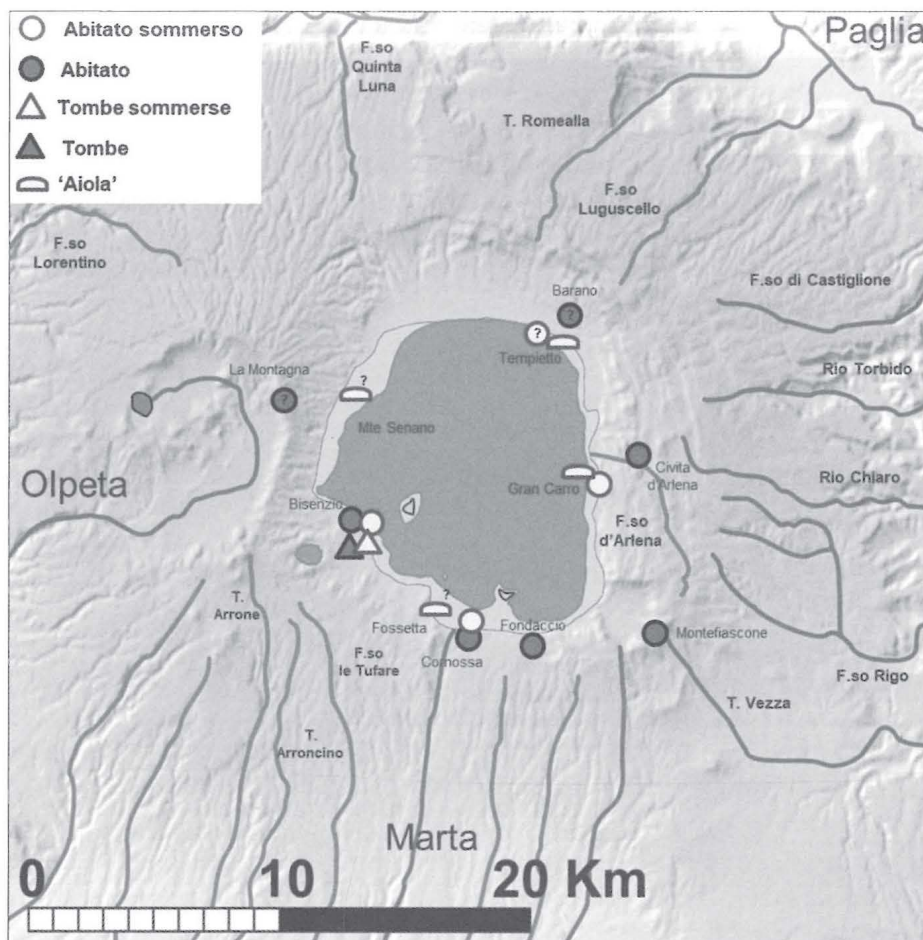 Abitato sommerso
Abitato
Tombe sommerse
Tombe
'Aiola'
F.so
Quinta
Luna
Paglia
T. Romealla
F.so
Luguscello
F.so
Lorentino
F.so di Castiglione
Barano
?
?
Tempietto
La Montagna
?
?
Mte Senano
Rio Torbido
Olpeta
Civita
d'Arlena
Rio Chiaro
Gran Carro
Bisenzio
F.so
d'Arlena
T.
Arrone
?
Fossetta
Fondaccio
Cornossa
Montefiascone
F.so
le Tufare
F.so Rigo
T. Vezza
T.
Arroncino
Marta
0 10 20 Km